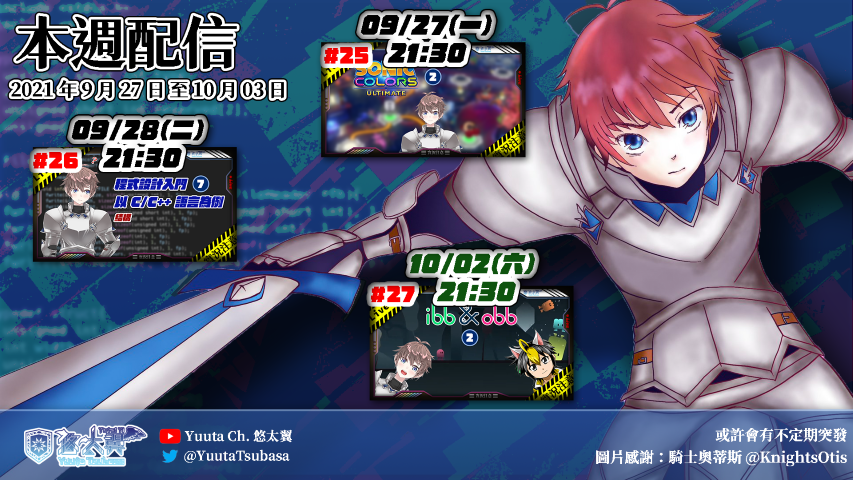 本週配信
2021年9月27日至10月03日
09/27(一)
21:30
#25
SONIC
COLORS
ULTIMATE
2
09/28(二)
21:30
#26
程式設計入門 7
以 C/C++ 語言為例
10/02(六)
21:30
#27
ibb & obb
2
悠太翼
Yuuta Ch. 悠太翼
@YuutaTsubasa
或許會有不定期突發
圖片感謝：騎士奧蒂斯 @KnightsOtis